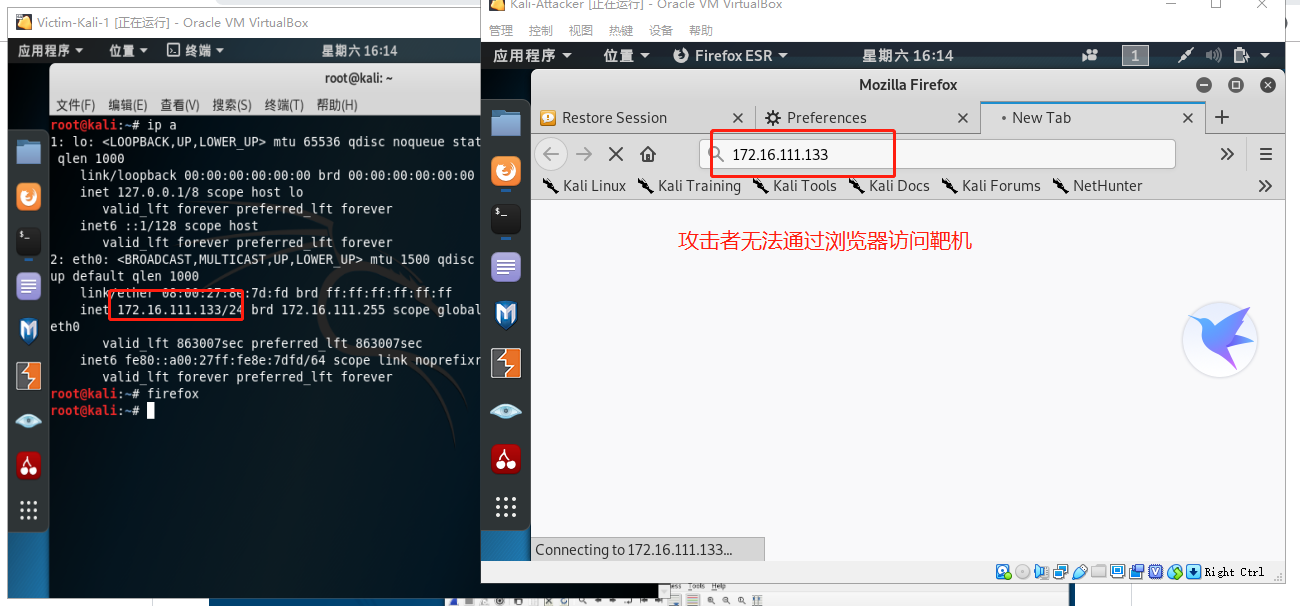 Victim-Kali-1 [正在运行] - Oracle VM VirtualBox
应用程序 位置 终端 星期六 16:14
root@kali: ~
文件(F) 编辑(E) 查看(V) 搜索(S) 终端(T) 帮助(H)
root@kali:~# ip a
1: lo: <LOOPBACK,UP,LOWER_UP> mtu 65536 qdisc noqueue stat
qlen 1000
link/loopback 00:00:00:00:00:00 brd 00:00:00:00:00:00
inet 127.0.0.1/8 scope host lo
valid_lft forever preferred_lft forever
inet6 ::1/128 scope host
valid_lft forever preferred_lft forever
2: eth0: <BROADCAST,MULTICAST,UP,LOWER_UP> mtu 1500 qdisc
up default qlen 1000
link/ether 08:00:27:8e:7d:fd brd ff:ff:ff:ff:ff:ff
inet 172.16.111.133/24 brd 172.16.111.255 scope global
eth0
valid_lft 863007sec preferred_lft 863007sec
inet6 fe80::a00:27ff:fe8e:7dfd/64 scope link noprefixr
valid_lft forever preferred_lft forever
root@kali:~# firefox
root@kali:~#
Kali-Attacker [正在运行] - Oracle VM VirtualBox
管理 控制 视图 热键 设备 帮助
应用程序 位置 Firefox ESR 星期六 16:14 1
Mozilla Firefox
Restore Session Preferences New Tab
172.16.111.133
Kali Linux Kali Training Kali Tools Kali Docs Kali Forums NetHunter
攻击者无法通过浏览器访问靶机
Connecting to 172.16.111.133...
Right Ctrl
Tools Help